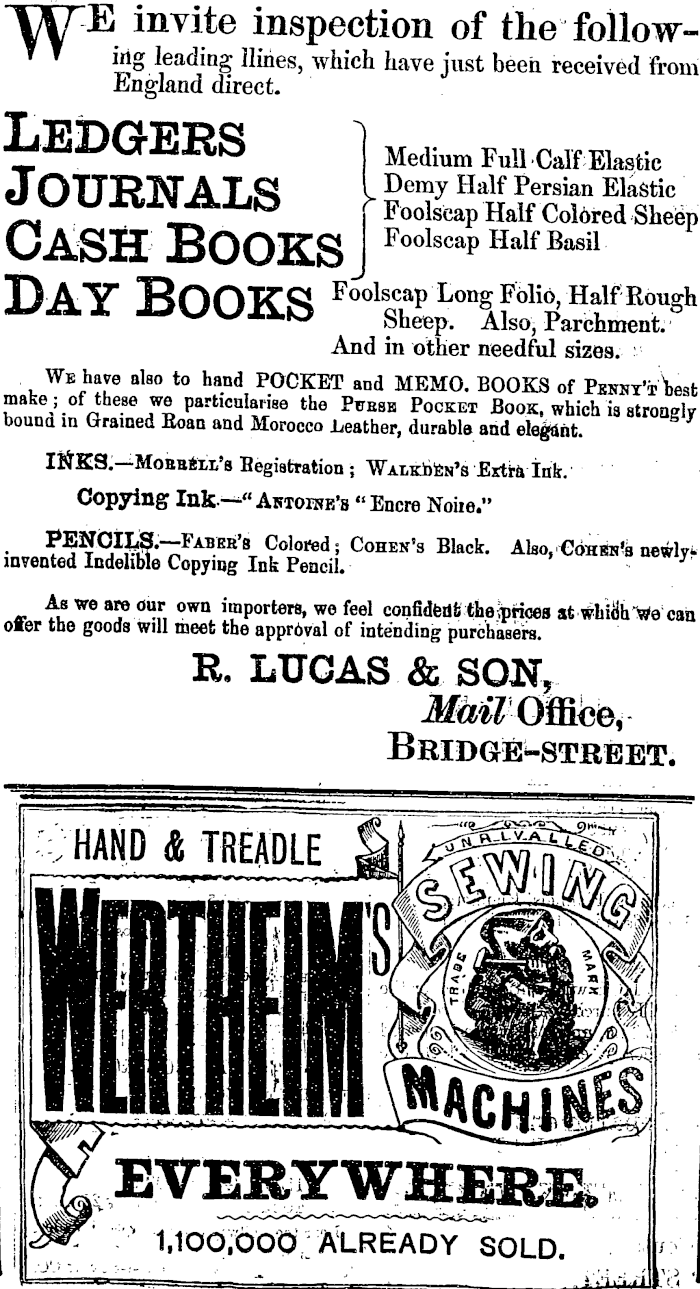 WE invite inspection of the follow-
ing leading llines, which have just been received from
England direct.
LEDGERS
JOURNALS
CASH BOOKS
Medium Full Calf Elastic
Demy Half Persian Elastic
Foolscap Half Colored Sheep
Foolscap Half Basil
DAY BOOKS
Foolscap Long Folio, Half Rough
Sheep. Also, Parchment.
And in other needful sizes.
WE have also to hand POCKET and MEMO. BOOKS of PENNY'T best
make; of these we particularise the PURSE POCKET BOOK, which is strongly
bound in Grained Roan and Morocco Leather, durable and elegant.
INKS.—MORRELL'S Registration; WALKDEN'S Extra Ink.
Copying Ink.—"ANTOINE'S "Encre Noire."
PENCILS.—FABER'S Colored; COHEN'S Black. Also, COHEN'S newly-
invented Indelible Copying Ink Pencil.
As we are our own importers, we feel confident the prices at which we can
offer the goods will meet the approval of intending purchasers.
R. LUCAS & SON,
Mail Office,
BRIDGE-STREET.
HAND & TREADLE
WERTHEIM'S
UNRIVALLED
SEWING
TRADE MARK
MACHINES
EVERYWHERE.
1,100,000 ALREADY SOLD.